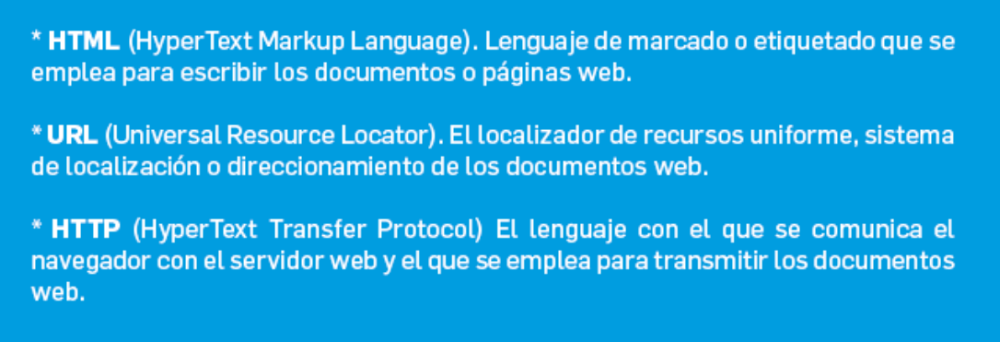 * HTML (HyperText Markup Language). Lenguaje de marcado o etiquetado que se
emplea para escribir los documentos o páginas web.
* URL (Universal Resource Locator). El localizador de recursos uniforme, sistema
de localización o direccionamiento de los documentos web.
* HTTP (HyperText Transfer Protocol) El lenguaje con el que se comunica el
navegador con el servidor web y el que se emplea para transmitir los documentos
web.